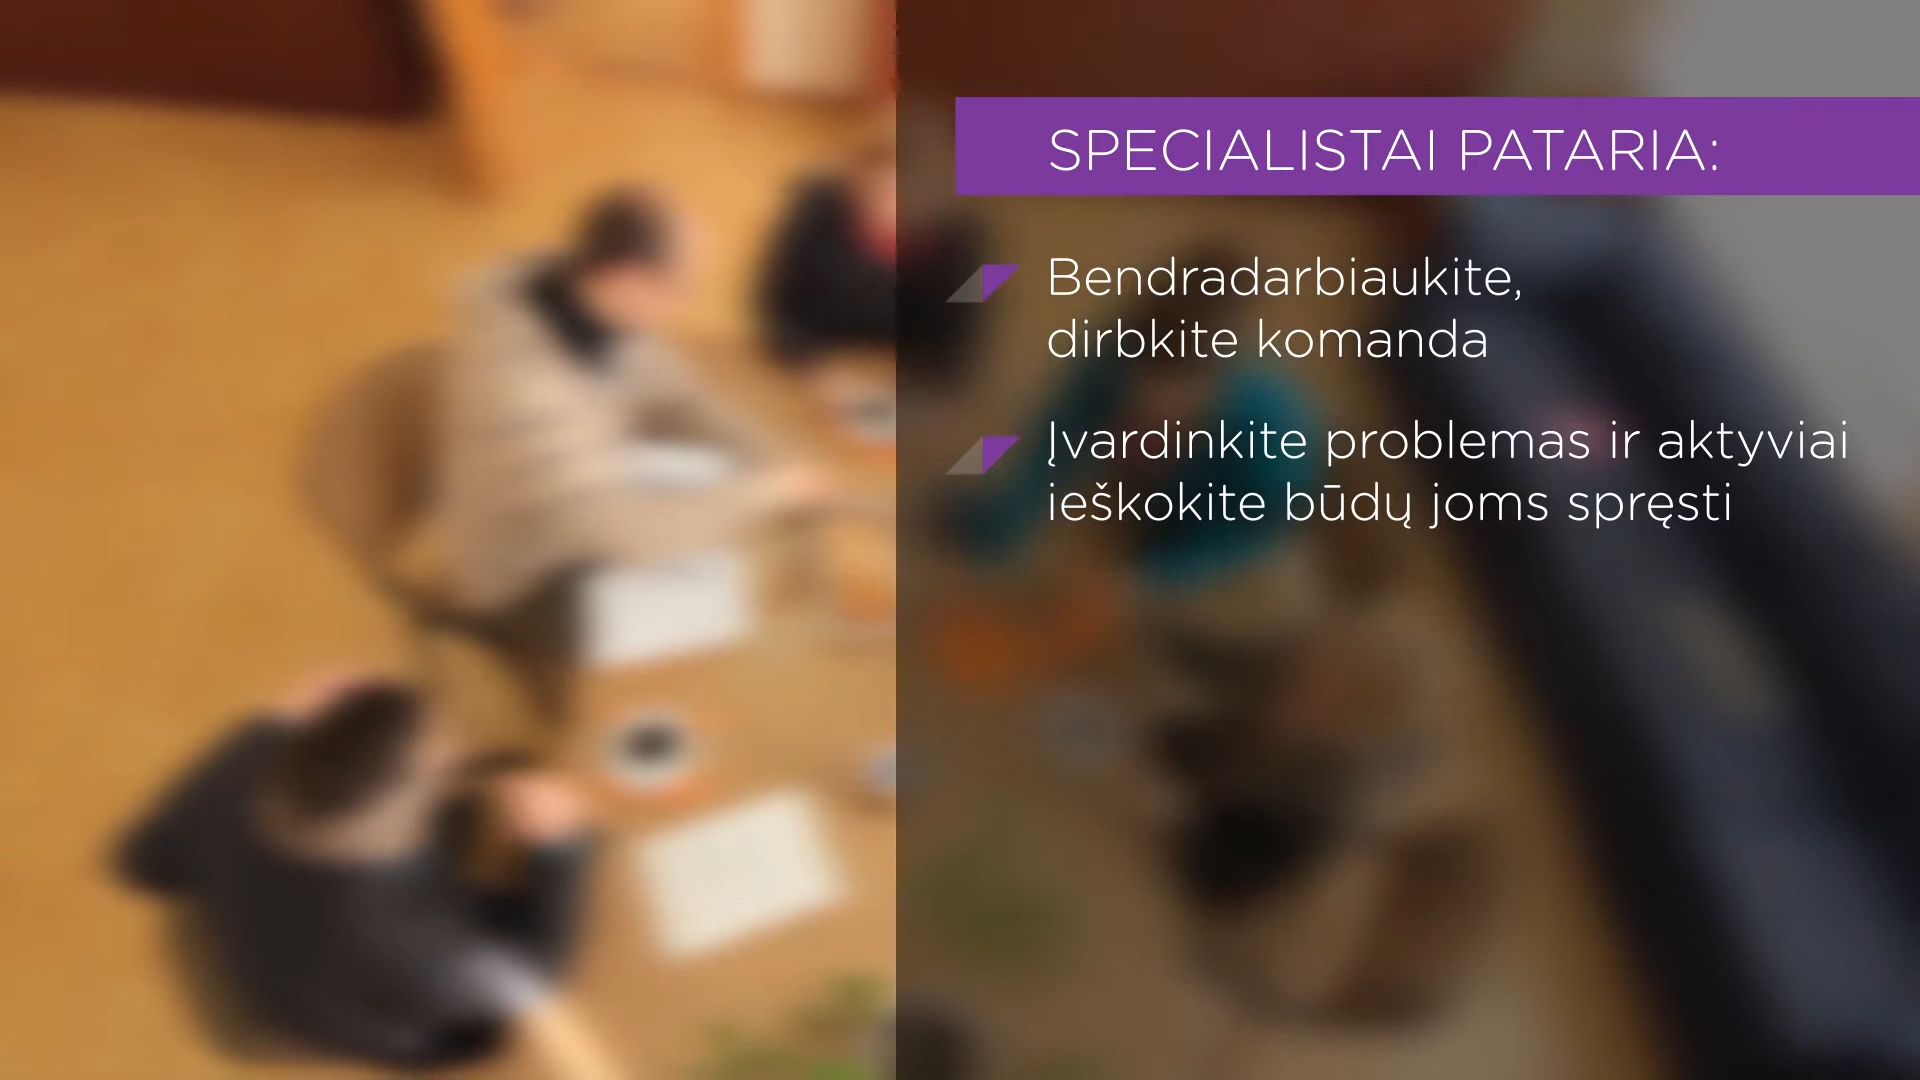 SPECIALISTAI PATARIA:
Bendradarbiaukite,
dirbkite komanda
Įvardinkite problemas ir aktyviai
ieškokite būdų joms spręsti